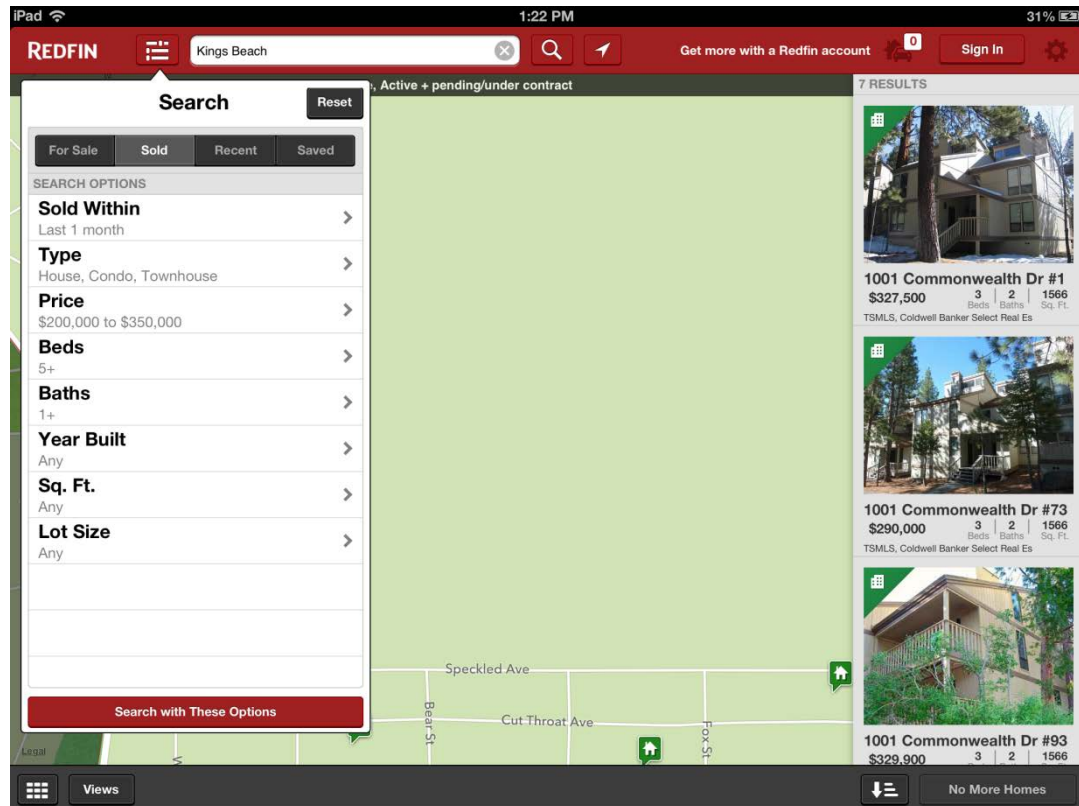 iPad 1:22 PM 31%
REDFIN Kings Beach Get more with a Redfin account 0 Sign In
, Active + pending/under contract
Search Reset
For Sale Sold Recent Saved
SEARCH OPTIONS
Sold Within
Last 1 month
Type
House, Condo, Townhouse
Price
$200,000 to $350,000
Beds
5+
Baths
1+
Year Built
Any
Sq. Ft.
Any
Lot Size
Any
Search with These Options
Speckled Ave
Bear St
Cut Throat Ave
Fox St
Legal
7 RESULTS
1001 Commonwealth Dr #1
$327,500 3 Beds 2 Baths 1566 Sq. Ft.
TSMLS, Coldwell Banker Select Real Es
1001 Commonwealth Dr #73
$290,000 3 Beds 2 Baths 1566 Sq. Ft.
TSMLS, Coldwell Banker Select Real Es
1001 Commonwealth Dr #93
$329,900 3 2 1566
Views No More Homes